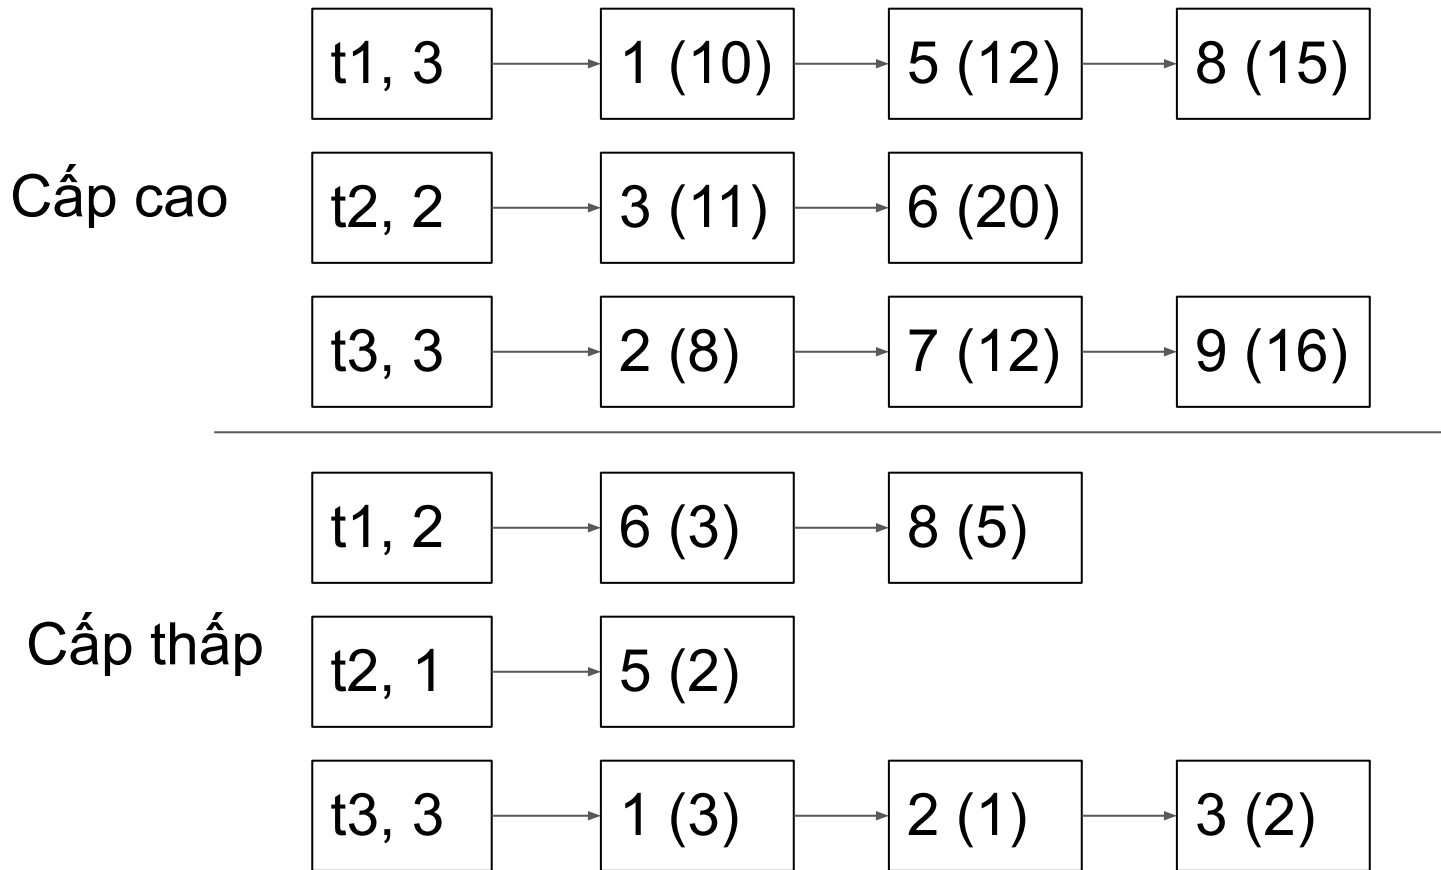 t1, 3 1 (10) 5 (12) 8 (15)
Cấp cao
t2, 2 3 (11) 6 (20)
t3, 3 2 (8) 7 (12) 9 (16)
t1, 2 6 (3) 8 (5)
Cấp thấp
t2, 1 5 (2)
t3, 3 1 (3) 2 (1) 3 (2)